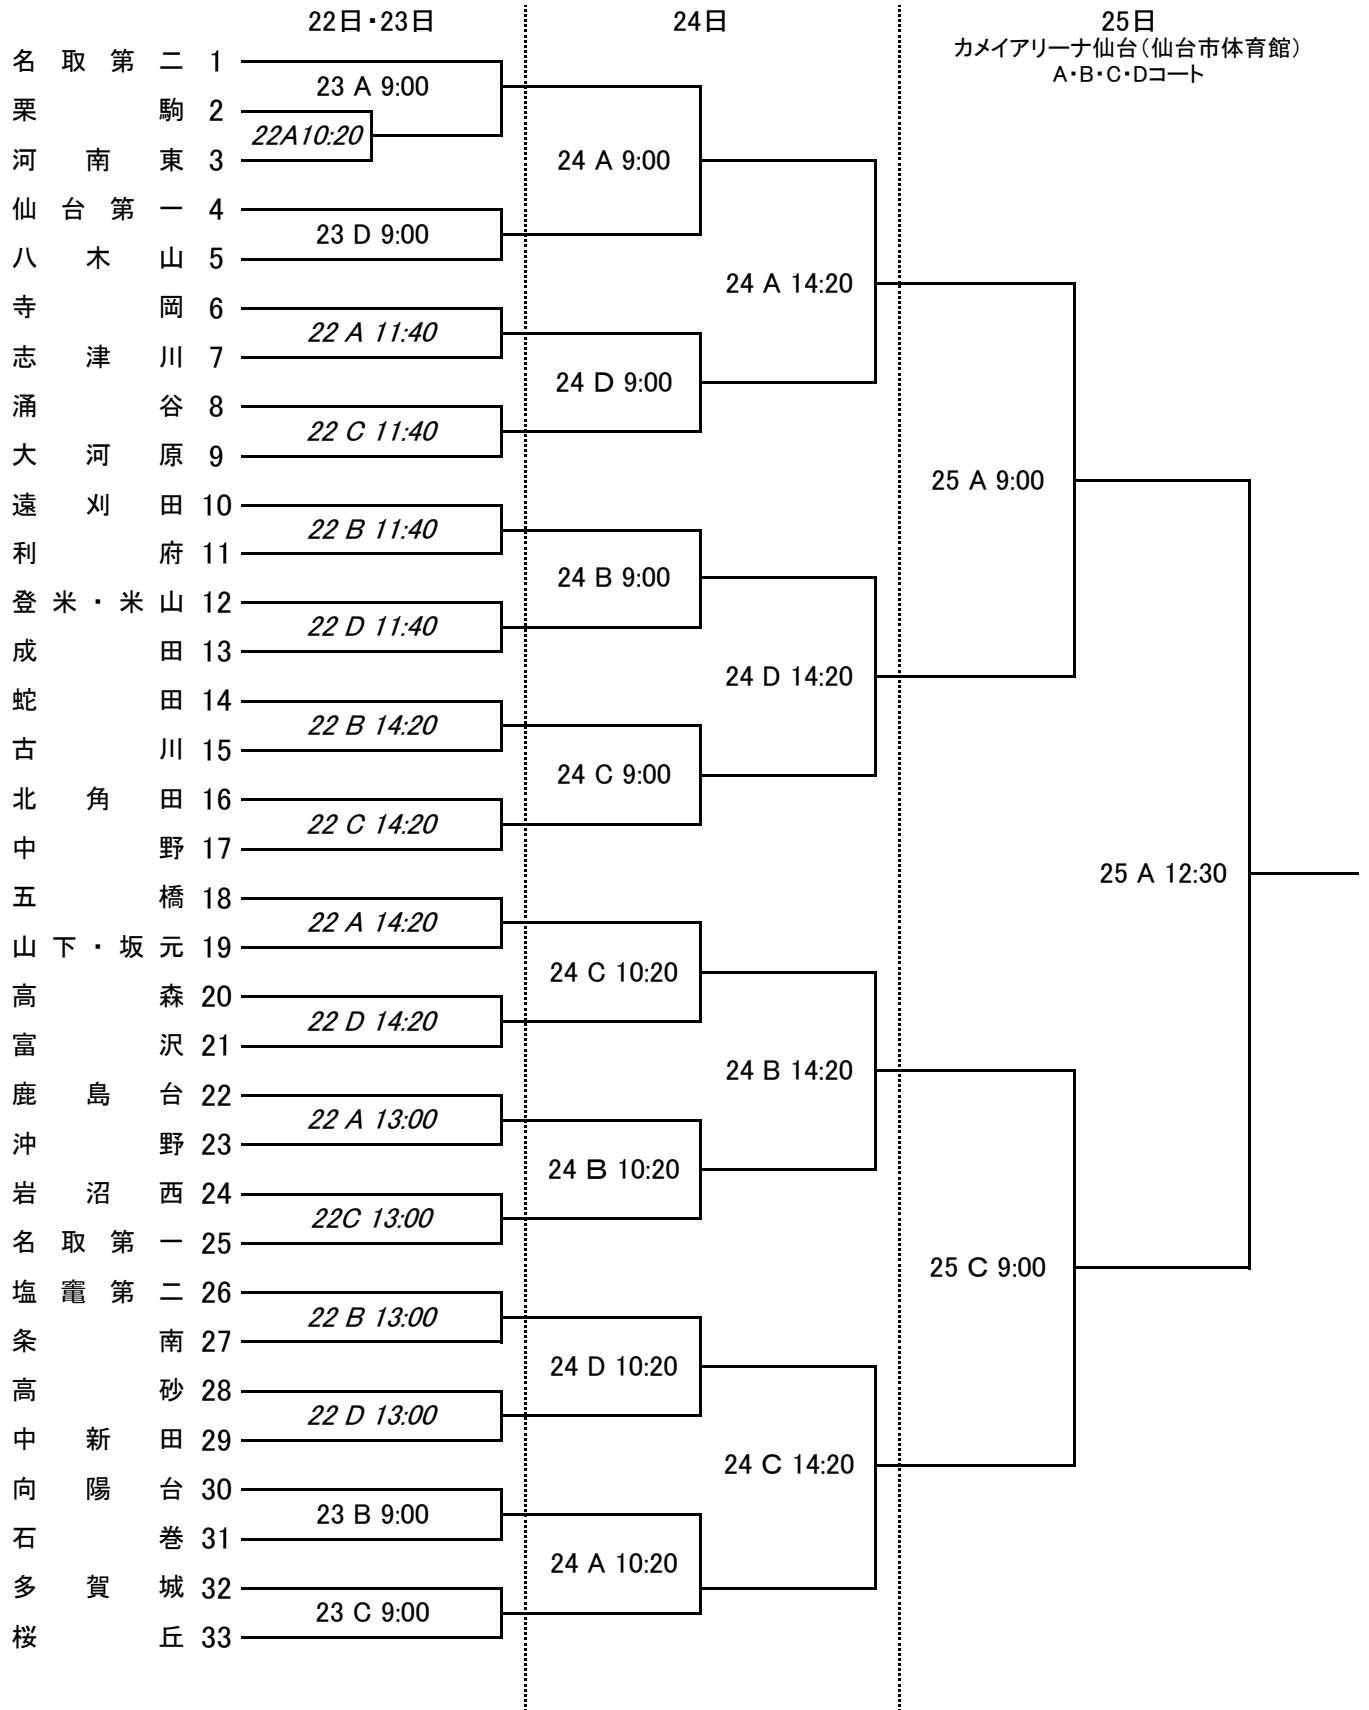 22日・23日 24日 25日
カメイアリーナ仙台（仙台市体育館）
A・B・C・Dコート
名取第二 1
23 A 9:00
栗駒 2
22A10:20
河南東 3
24 A 9:00
仙台第一 4
23 D 9:00
八木山 5
24 A 14:20
寺岡 6
22 A 11:40
志津川 7
24 D 9:00
涌谷 8
22 C 11:40
大河原 9
25 A 9:00
遠刈田 10
22 B 11:40
利府 11
24 B 9:00
登米・米山 12
22 D 11:40
成田 13
24 D 14:20
蛇田 14
22 B 14:20
古川 15
24 C 9:00
北角田 16
22 C 14:20
中野 17
25 A 12:30
五橋 18
22 A 14:20
山下・坂元 19
24 C 10:20
高森 20
22 D 14:20
富沢 21
24 B 14:20
鹿島台 22
22 A 13:00
沖野 23
24 B 10:20
岩沼西 24
22C 13:00
名取第一 25
25 C 9:00
塩竈第二 26
22 B 13:00
条南 27
24 D 10:20
高砂 28
22 D 13:00
中新田 29
24 C 14:20
向陽台 30
23 B 9:00
石巻 31
24 A 10:20
多賀城 32
23 C 9:00
桜丘 33